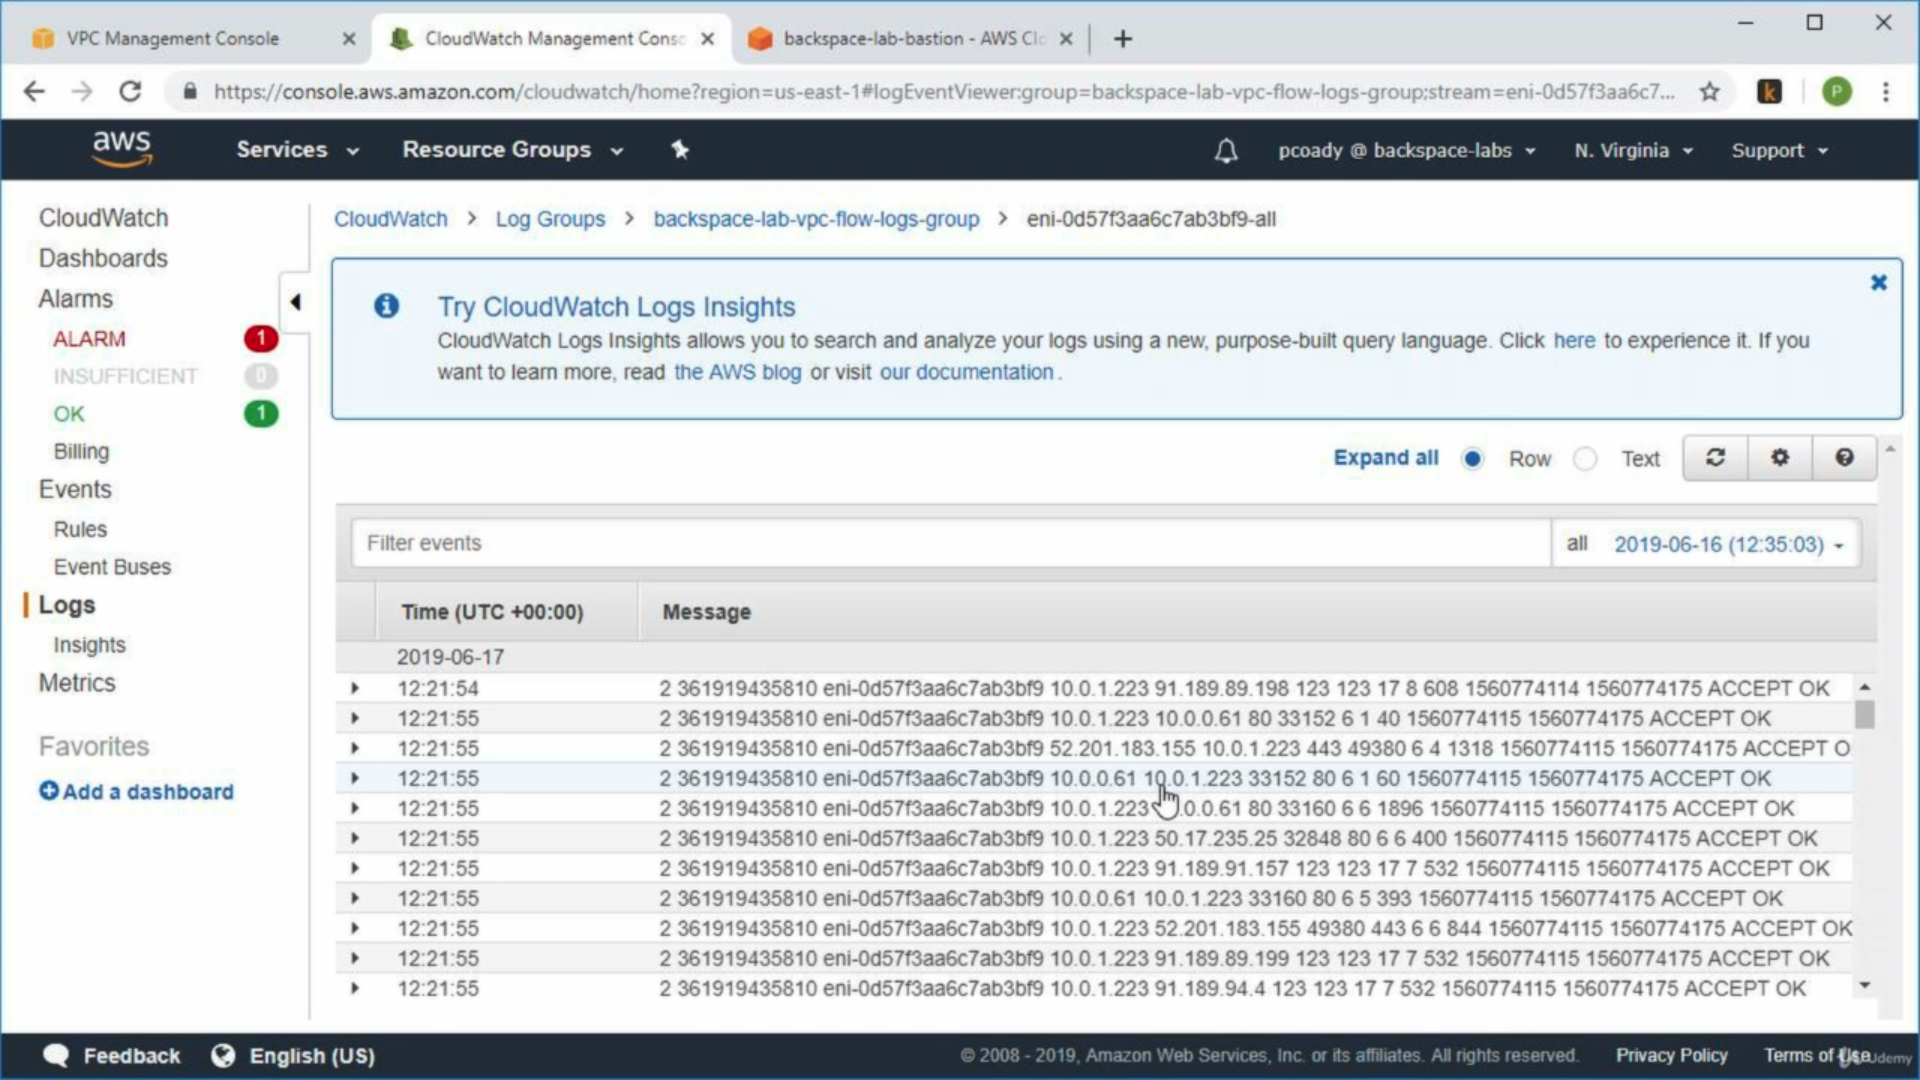 VPC Management Console
CloudWatch Management Conso
backspace-lab-bastion - AWS Clo
https://console.aws.amazon.com/cloudwatch/home?region=us-east-1#logEventViewer:group=backspace-lab-vpc-flow-logs-group;stream=eni-0d57f3aa6c7...
k
P
aws
Services
Resource Groups
pcoady @ backspace-labs
N. Virginia
Support
CloudWatch
Dashboards
Alarms
ALARM 1
INSUFFICIENT 0
OK 1
Billing
Events
Rules
Event Buses
Logs
Insights
Metrics
Favorites
Add a dashboard
CloudWatch > Log Groups > backspace-lab-vpc-flow-logs-group > eni-0d57f3aa6c7ab3bf9-all
Try CloudWatch Logs Insights
CloudWatch Logs Insights allows you to search and analyze your logs using a new, purpose-built query language. Click here to experience it. If you
want to learn more, read the AWS blog or visit our documentation.
Expand all Row Text
Filter events all 2019-06-16 (12:35:03)
Time (UTC +00:00) Message
2019-06-17
12:21:54 2 361919435810 eni-0d57f3aa6c7ab3bf9 10.0.1.223 91.189.89.198 123 123 17 8 608 1560774114 1560774175 ACCEPT OK
12:21:55 2 361919435810 eni-0d57f3aa6c7ab3bf9 10.0.1.223 10.0.0.61 80 33152 6 1 40 1560774115 1560774175 ACCEPT OK
12:21:55 2 361919435810 eni-0d57f3aa6c7ab3bf9 52.201.183.155 10.0.1.223 443 49380 6 4 1318 1560774115 1560774175 ACCEPT O
12:21:55 2 361919435810 eni-0d57f3aa6c7ab3bf9 10.0.0.61 10.0.1.223 33152 80 6 1 60 1560774115 1560774175 ACCEPT OK
12:21:55 2 361919435810 eni-0d57f3aa6c7ab3bf9 10.0.1.223 .0.0.61 80 33160 6 6 1896 1560774115 1560774175 ACCEPT OK
12:21:55 2 361919435810 eni-0d57f3aa6c7ab3bf9 10.0.1.223 50.17.235.25 32848 80 6 6 400 1560774115 1560774175 ACCEPT OK
12:21:55 2 361919435810 eni-0d57f3aa6c7ab3bf9 10.0.1.223 91.189.91.157 123 123 17 7 532 1560774115 1560774175 ACCEPT OK
12:21:55 2 361919435810 eni-0d57f3aa6c7ab3bf9 10.0.0.61 10.0.1.223 33160 80 6 5 393 1560774115 1560774175 ACCEPT OK
12:21:55 2 361919435810 eni-0d57f3aa6c7ab3bf9 10.0.1.223 52.201.183.155 49380 443 6 6 844 1560774115 1560774175 ACCEPT OK
12:21:55 2 361919435810 eni-0d57f3aa6c7ab3bf9 10.0.1.223 91.189.89.199 123 123 17 7 532 1560774115 1560774175 ACCEPT OK
12:21:55 2 361919435810 eni-0d57f3aa6c7ab3bf9 10.0.1.223 91.189.94.4 123 123 17 7 532 1560774115 1560774175 ACCEPT OK
Feedback English (US) © 2008 - 2019, Amazon Web Services, Inc. or its affiliates. All rights reserved. Privacy Policy Terms of Use
Udemy